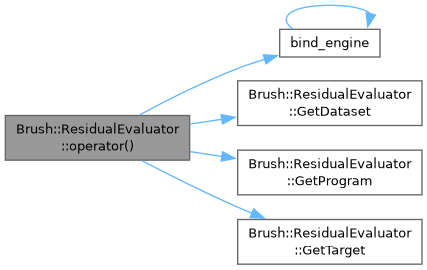 bind_engine
Brush::ResidualEvaluator
::operator()
Brush::ResidualEvaluator
::GetDataset
Brush::ResidualEvaluator
::GetProgram
Brush::ResidualEvaluator
::GetTarget